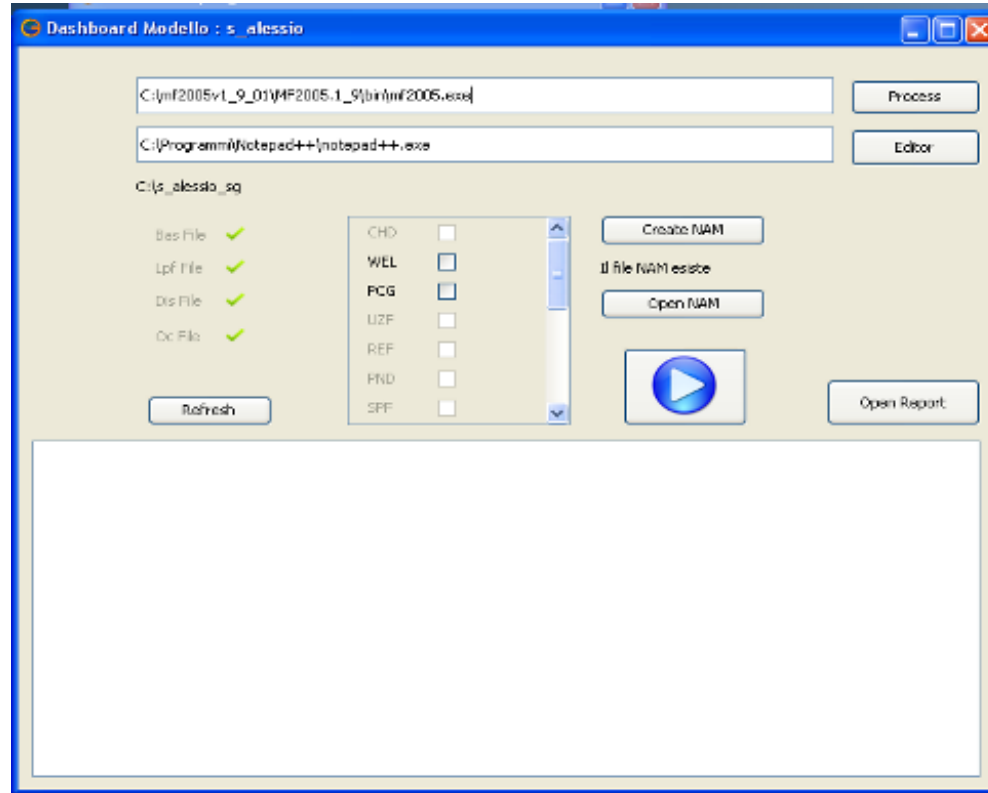 Dashboard Modello : s_alessio
C:\mf2005v1_9_01\MF2005.1_9\bin\mf2005.exe
Process
C:\Programmi\Notepad++\notepad++.exe
Editor
C:\s_alessio_sg
Bas File
Lpf File
Dis File
Oc File
Refresh
CHD
WEL
PCG
UZF
REF
PND
SPF
Create NAM
Il file NAM esiste
Open NAM
Open Report